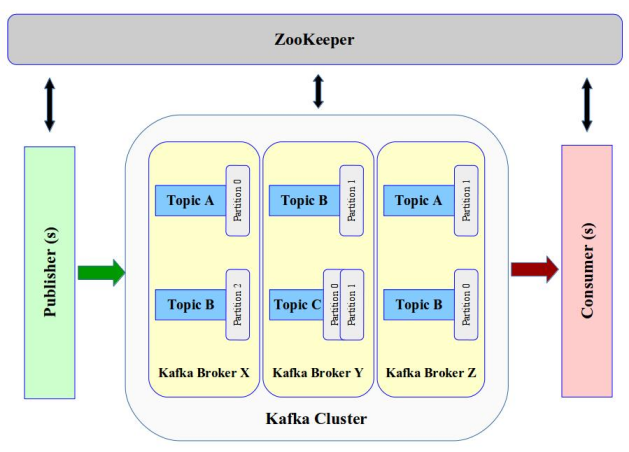 ZooKeeper
Publisher (s)
Topic A
Partition 0
Topic B
Partition 1
Topic A
Partition 1
Topic B
Partition 2
Topic C
Partition 0
Partition 1
Topic B
Partition 0
Kafka Broker X
Kafka Broker Y
Kafka Broker Z
Kafka Cluster
Consumer (s)